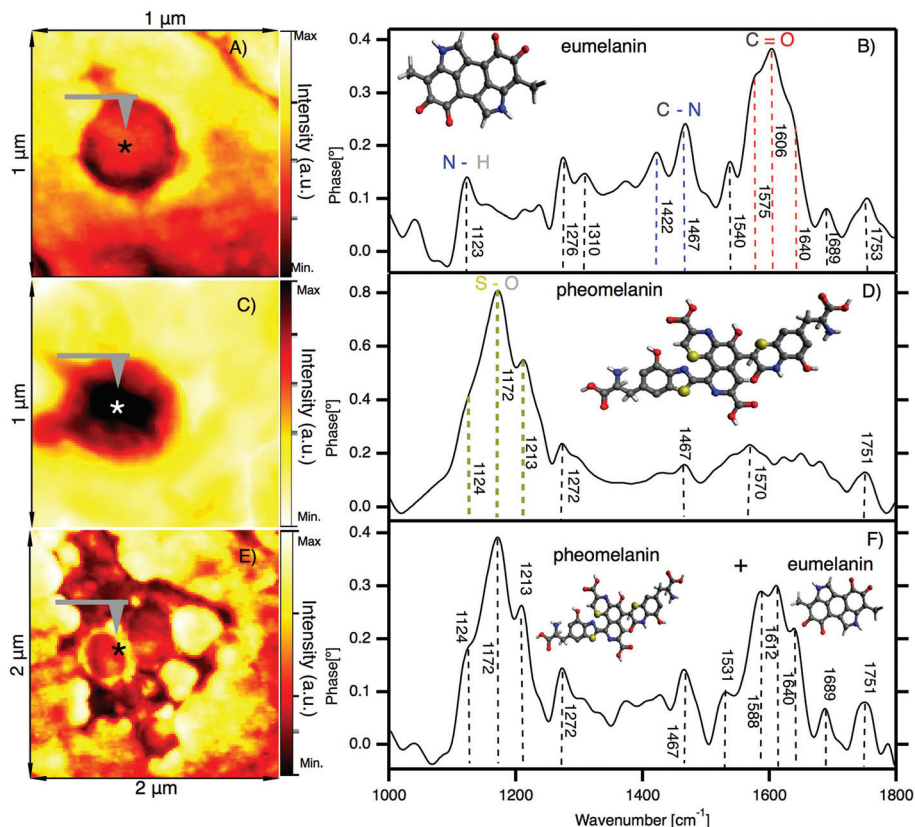 1 μm
A)
1 μm
Max
Intensity (a.u.)
Min.
C)
1 μm
Max
Intensity (a.u.)
Min.
E)
2 μm
Max
Intensity (a.u.)
Min.
2 μm
eumelanin
C = O
B)
C - N
N - H
Phase[°]
0.4
0.3
0.2
0.1
0.0
1123
1276
1310
1422
1467
1540
1575
1606
1640
1689
1753
S - O
pheomelanin
D)
Phase[°]
0.8
0.6
0.4
0.2
0.0
1124
1172
1213
1272
1467
1570
1751
pheomelanin
+
eumelanin
F)
Phase[°]
0.4
0.3
0.2
0.1
0.0
1124
1172
1213
1272
1467
1531
1588
1612
1640
1689
1751
1000 1200 1400 1600 1800
Wavenumber [cm⁻¹]